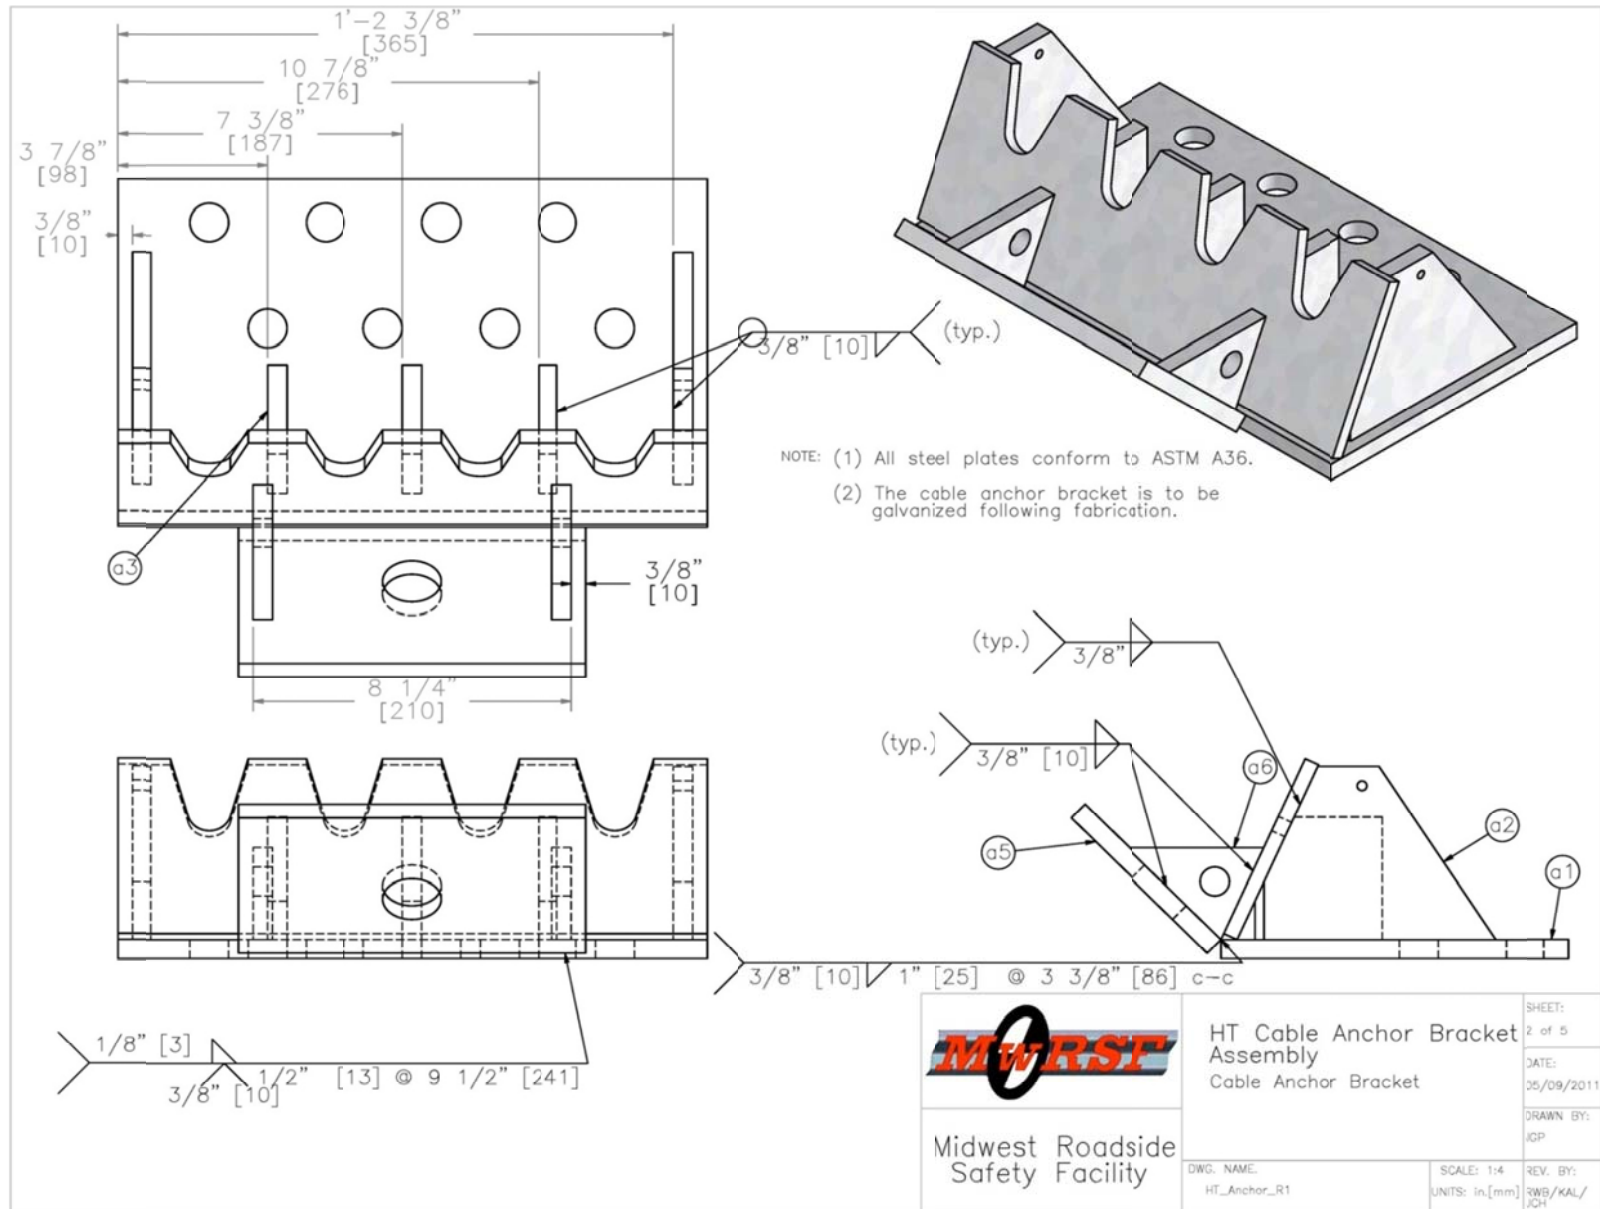 1'-2 3/8"
[365]
10 7/8"
[276]
7 3/8"
[187]
3 7/8"
[98]
3/8"
[10]
3/8" [10]
(typ.)
NOTE: (1) All steel plates conform to ASTM A36.
(2) The cable anchor bracket is to be
galvanized following fabrication.
a3
3/8"
[10]
8 1/4"
[210]
(typ.)
3/8"
(typ.)
3/8" [10]
a6
a5
a2
a1
3/8" [10] 1" [25] @ 3 3/8" [86] c-c
1/8" [3]
3/8" [10] 1/2" [13] @ 9 1/2" [241]
MwRSF
Midwest Roadside
Safety Facility
HT Cable Anchor Bracket
Assembly
Cable Anchor Bracket
SHEET:
2 of 5
DATE:
05/09/2011
DRAWN BY:
JGP
DWG. NAME.
HT_Anchor_R1
SCALE: 1:4
UNITS: in.[mm]
REV. BY:
RWB/KAL/
JCH